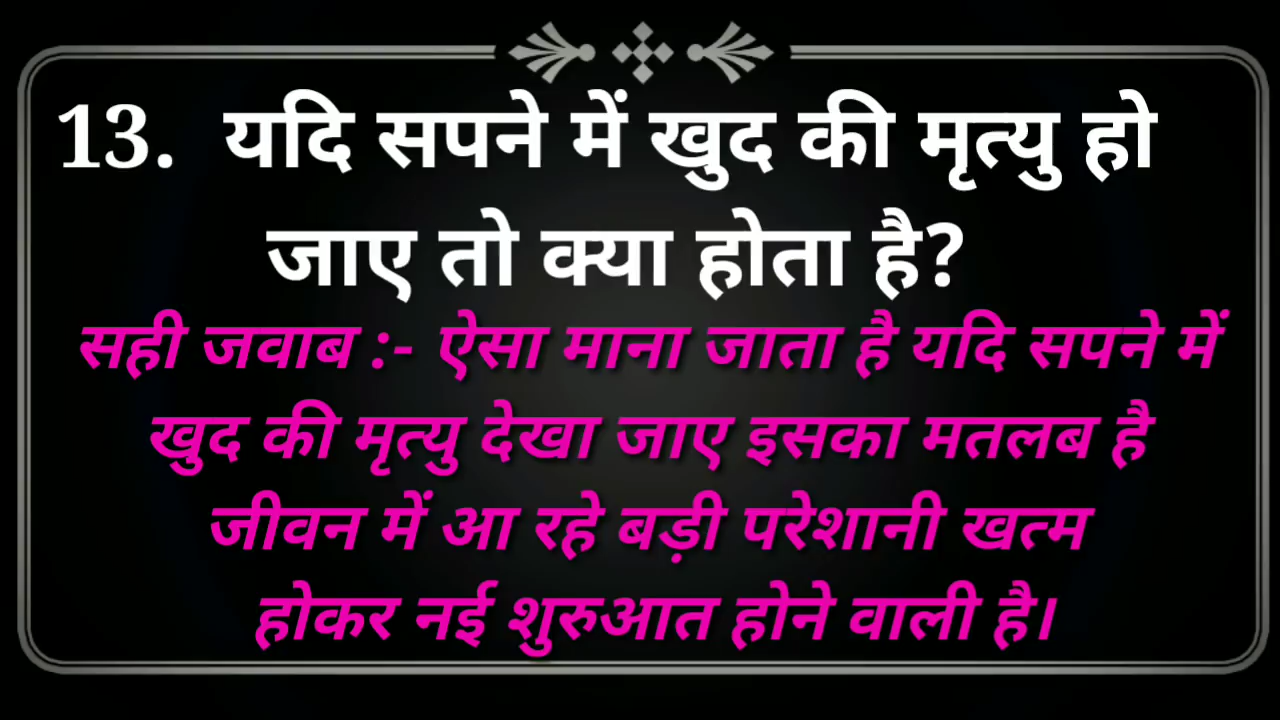 13. यदि सपने में खुद की मृत्यु हो
जाए तो क्या होता है?
सही जवाब :- ऐसा माना जाता है यदि सपने में
खुद की मृत्यु देखा जाए इसका मतलब है
जीवन में आ रहे बड़ी परेशानी खत्म
होकर नई शुरुआत होने वाली है।